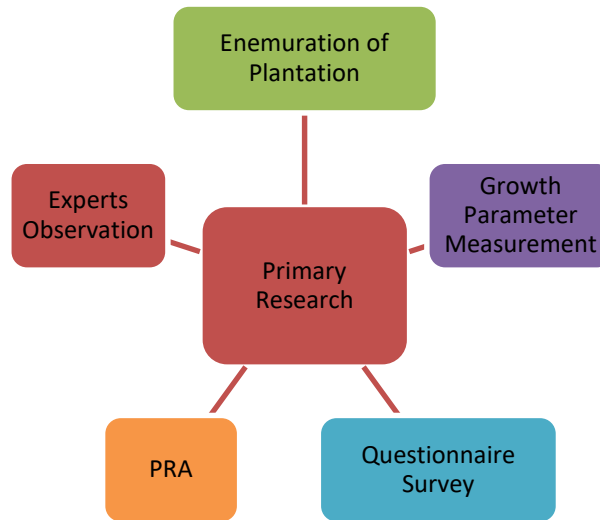 Enemuration of
Plantation
Experts
Observation
Growth
Parameter
Measurement
Primary
Research
PRA
Questionnaire
Survey